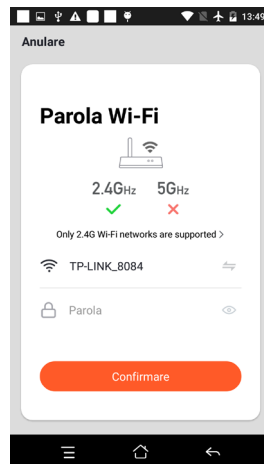 13:49
Anulare
Parola Wi-Fi
2.4GHz 5GHz
Only 2.4G Wi-Fi networks are supported >
TP-LINK_8084
Parola
Confirmare